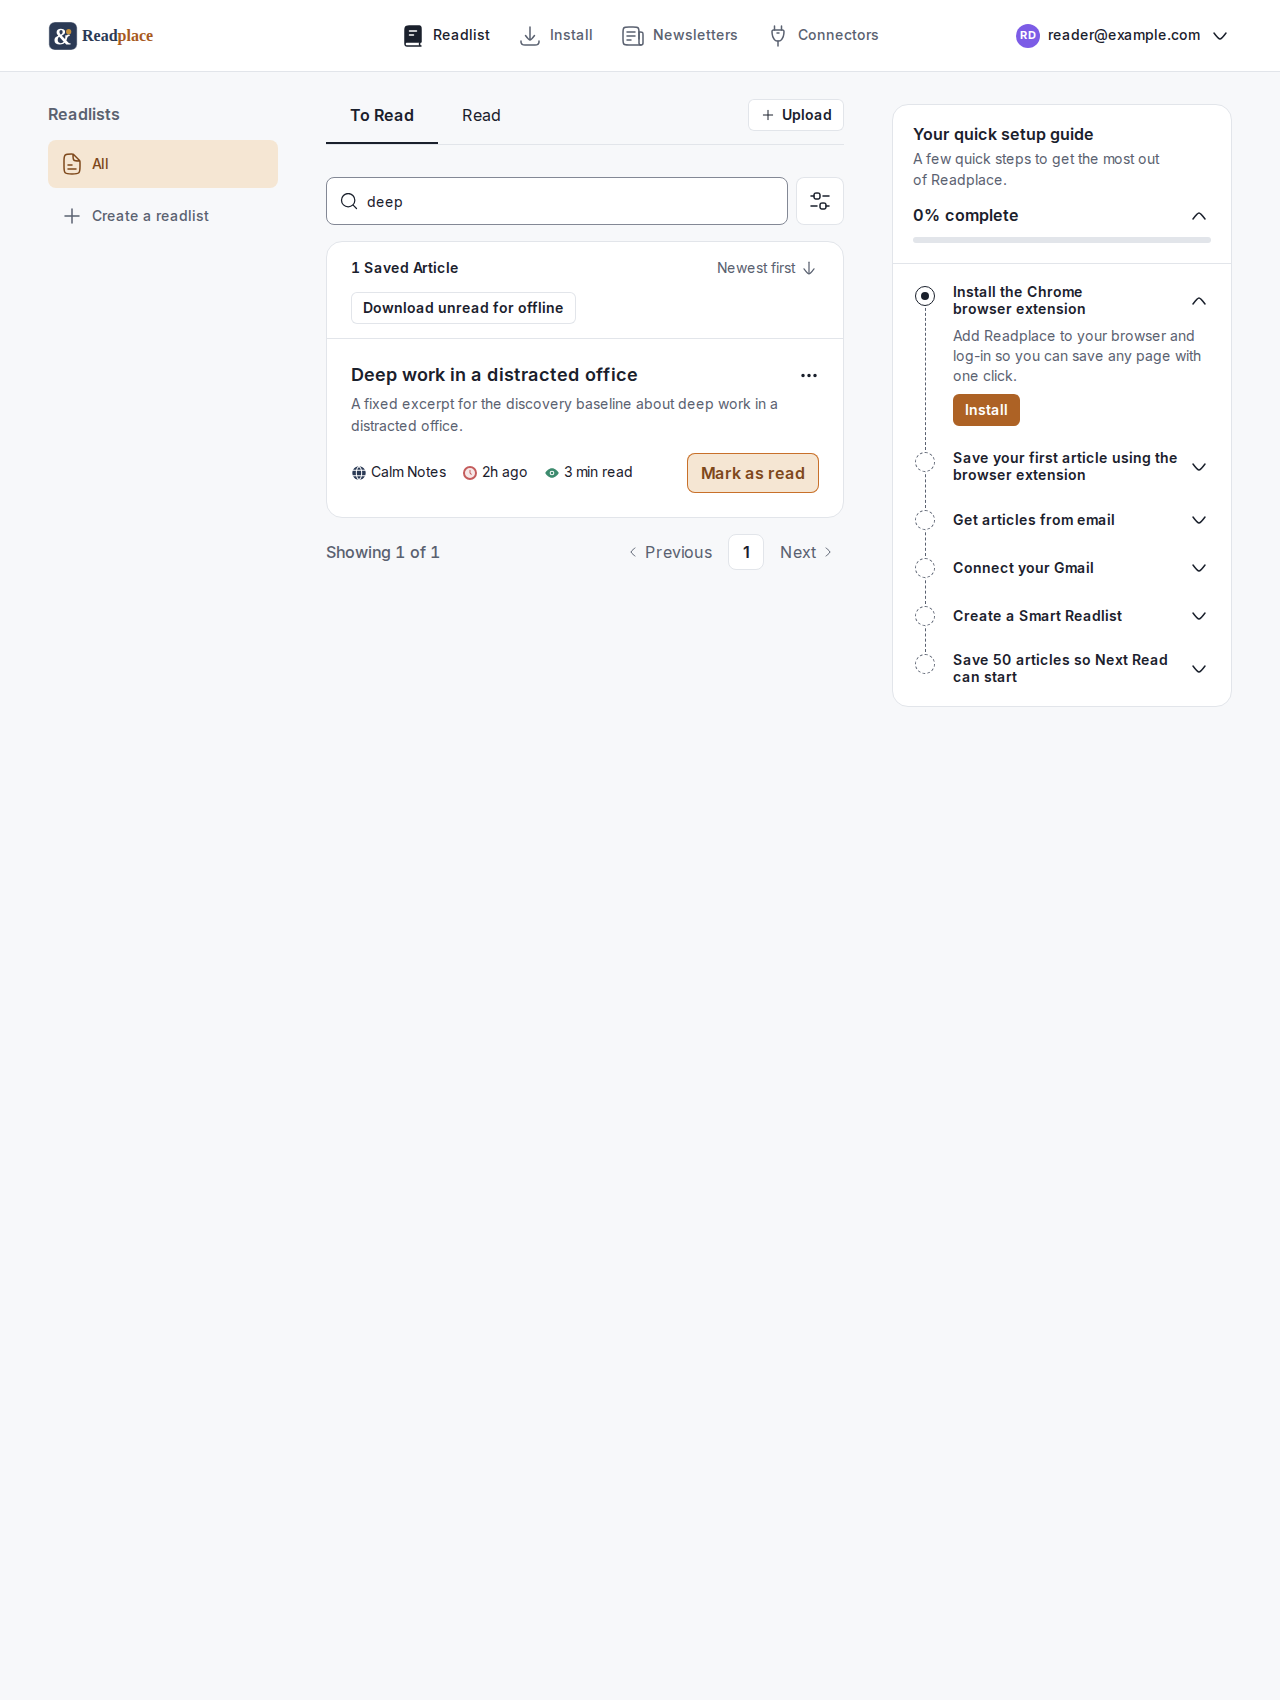 & Readplace
Readlist
Install
Newsletters
Connectors
RD
reader@example.com
Readlists
All
Create a readlist
To Read
Read
Upload
deep
1 Saved Article
Newest first
Download unread for offline
Deep work in a distracted office
A fixed excerpt for the discovery baseline about deep work in a
distracted office.
Calm Notes
2h ago
3 min read
Mark as read
Showing 1 of 1
Previous
1
Next
Your quick setup guide
A few quick steps to get the most out
of Readplace.
0% complete
Install the Chrome
browser extension
Add Readplace to your browser and
log-in so you can save any page with
one click.
Install
Save your first article using the
browser extension
Get articles from email
Connect your Gmail
Create a Smart Readlist
Save 50 articles so Next Read
can start